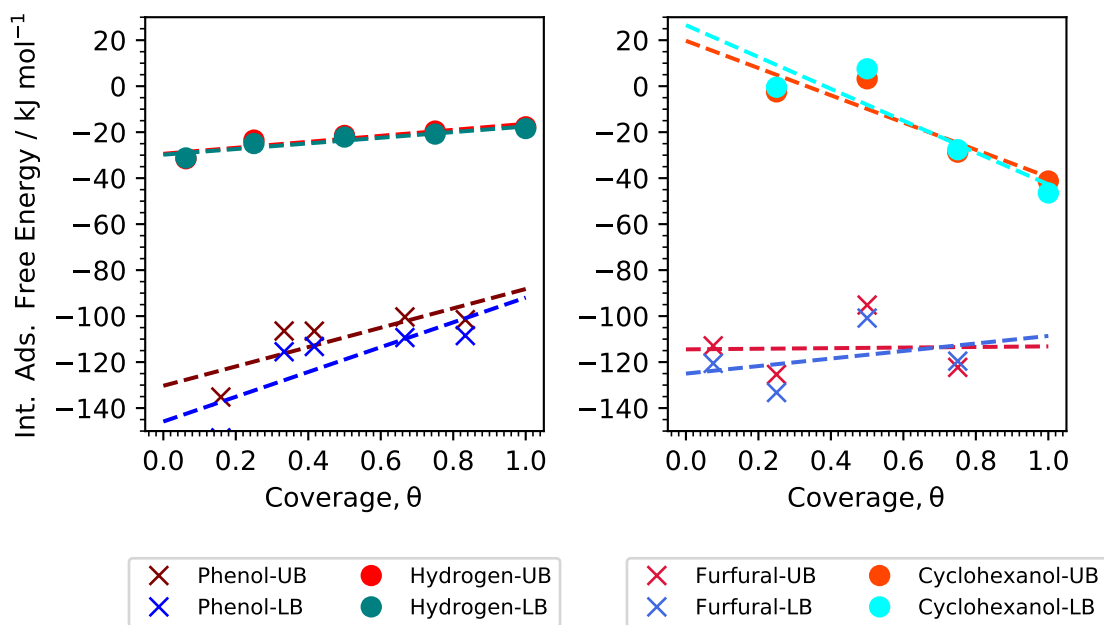 Int. Ads. Free Energy / kJ mol⁻¹
20
0
−20
−40
−60
−80
−100
−120
−140
0.0 0.2 0.4 0.6 0.8 1.0
Coverage, θ
20
0
−20
−40
−60
−80
−100
−120
−140
0.0 0.2 0.4 0.6 0.8 1.0
Coverage, θ
Phenol-UB Hydrogen-UB
Phenol-LB Hydrogen-LB
Furfural-UB Cyclohexanol-UB
Furfural-LB Cyclohexanol-LB